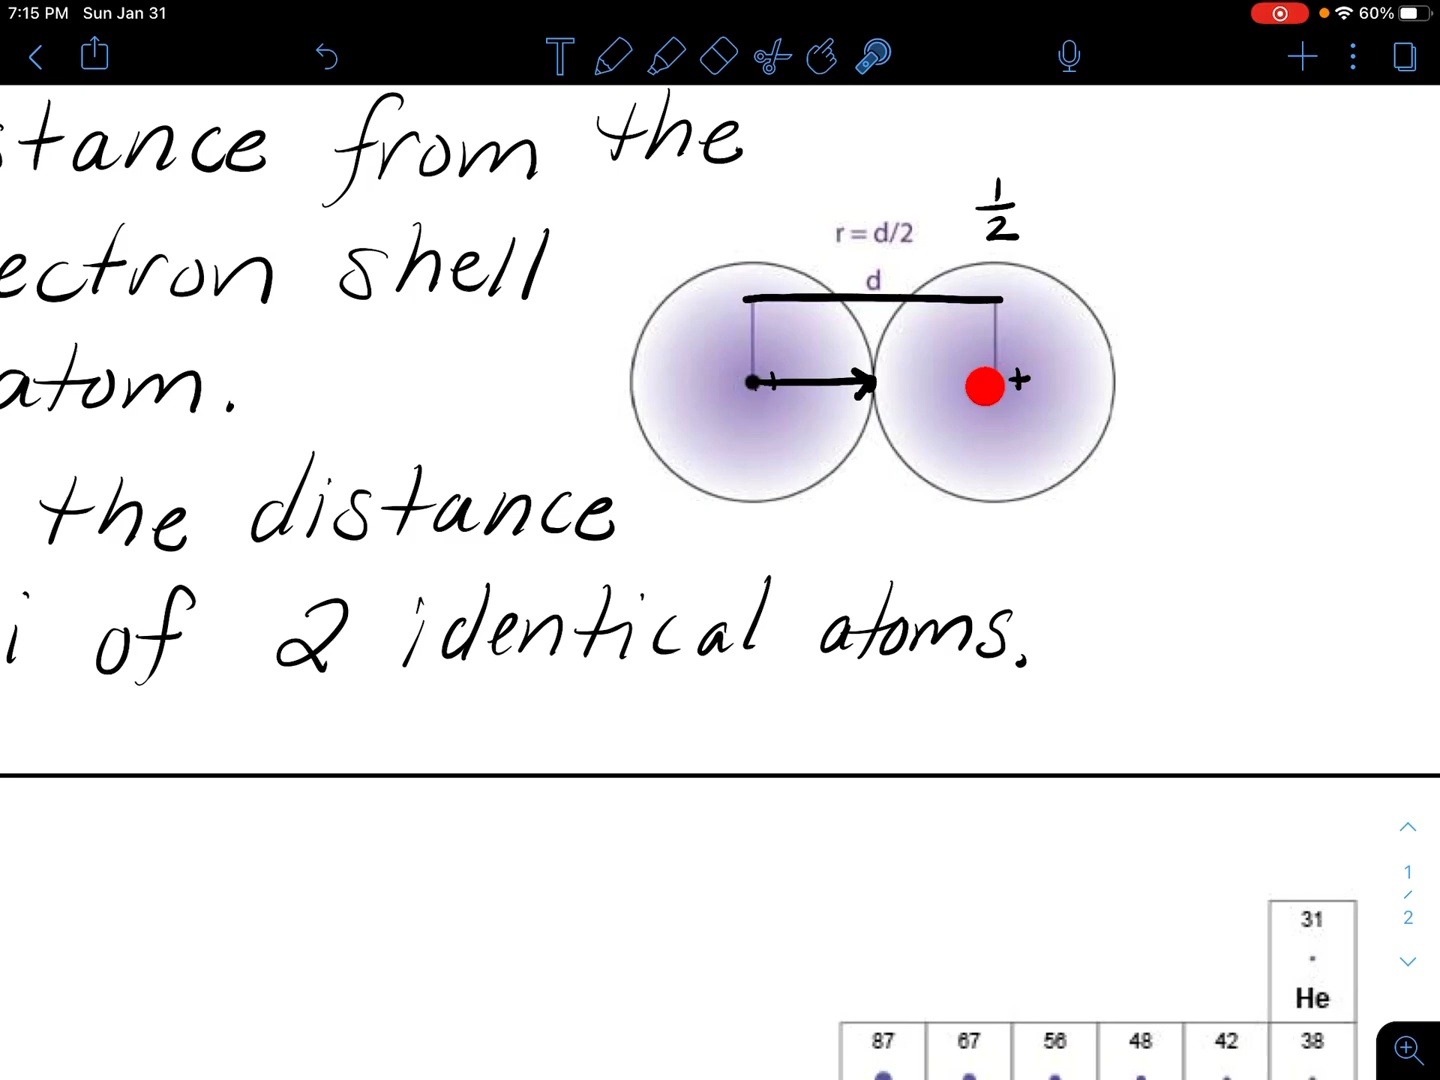 7:15 PM Sun Jan 31
60%
stance from the
ectron shell
atom.
the distance
i of 2 identical atoms.
1/2
r = d/2
d
+
+
1
/
2
31
He
87 67 56 48 42 38